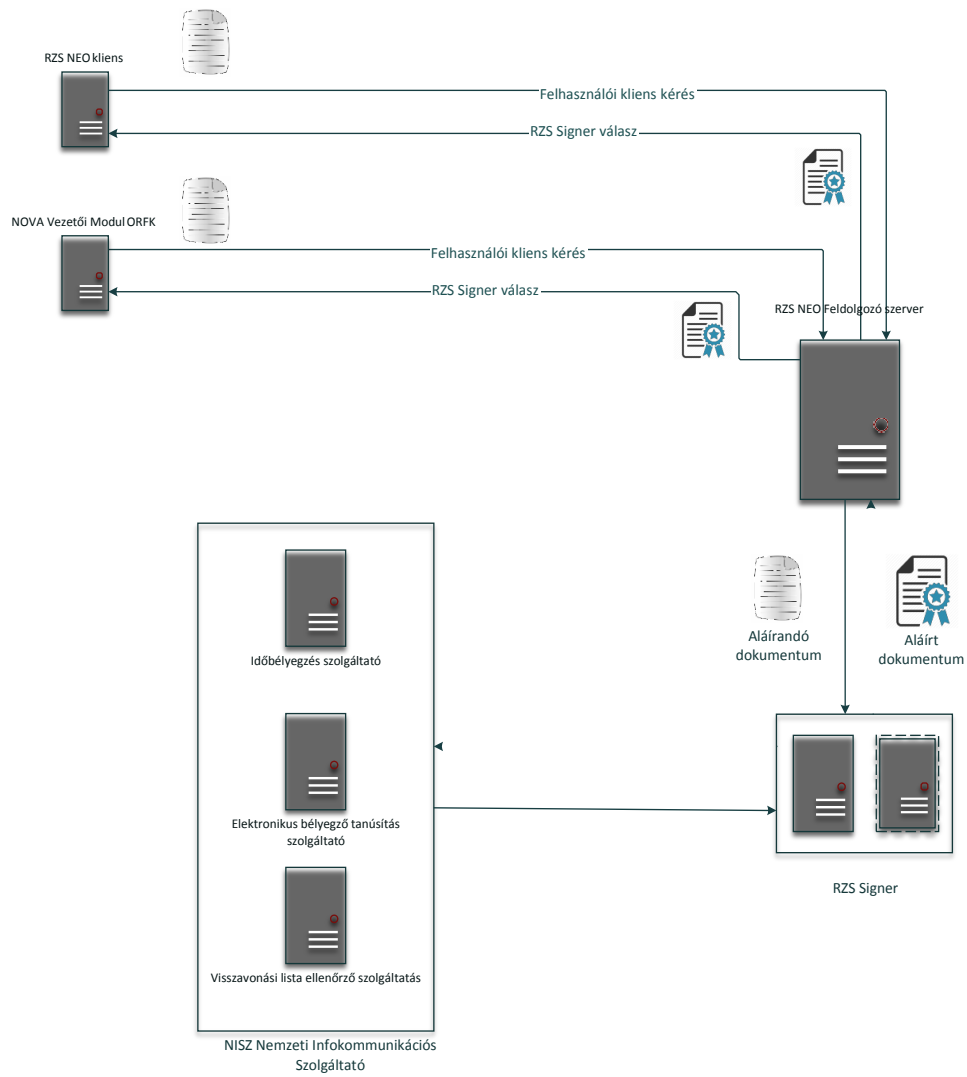 RZS NEO kliens
Felhasználói kliens kérés
RZS Signer válasz
NOVA Vezetői Modul ORFK
Felhasználói kliens kérés
RZS Signer válasz
RZS NEO Feldolgozó szerver
Aláírandó
dokumentum
Aláírt
dokumentum
Időbélyegzés szolgáltató
Elektronikus bélyegző tanúsítás
szolgáltató
RZS Signer
Visszavonási lista ellenőrző szolgáltatás
NISZ Nemzeti Infokommunikációs
Szolgáltató